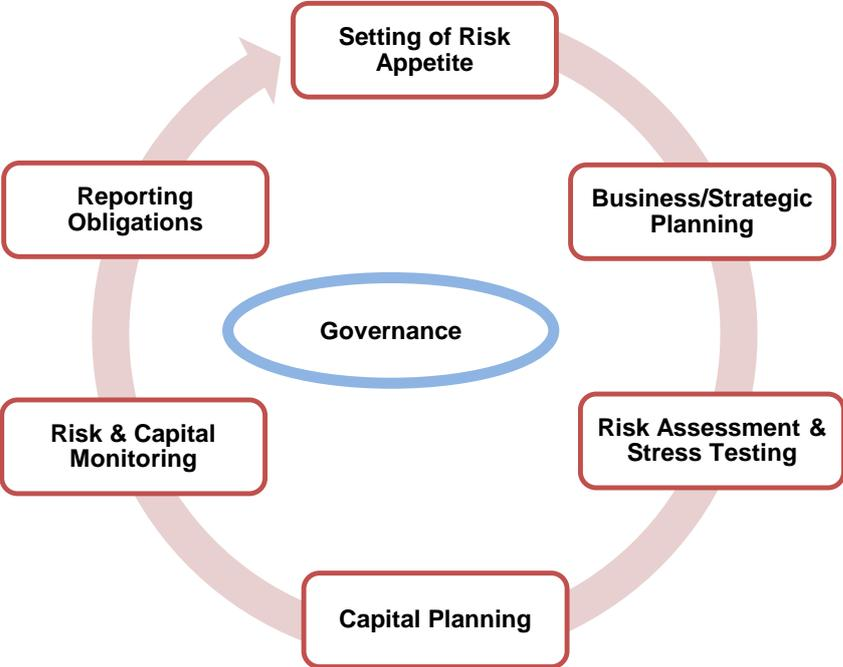 Setting of Risk
Appetite
Business/Strategic
Planning
Risk Assessment &
Stress Testing
Capital Planning
Risk & Capital
Monitoring
Reporting
Obligations
Governance